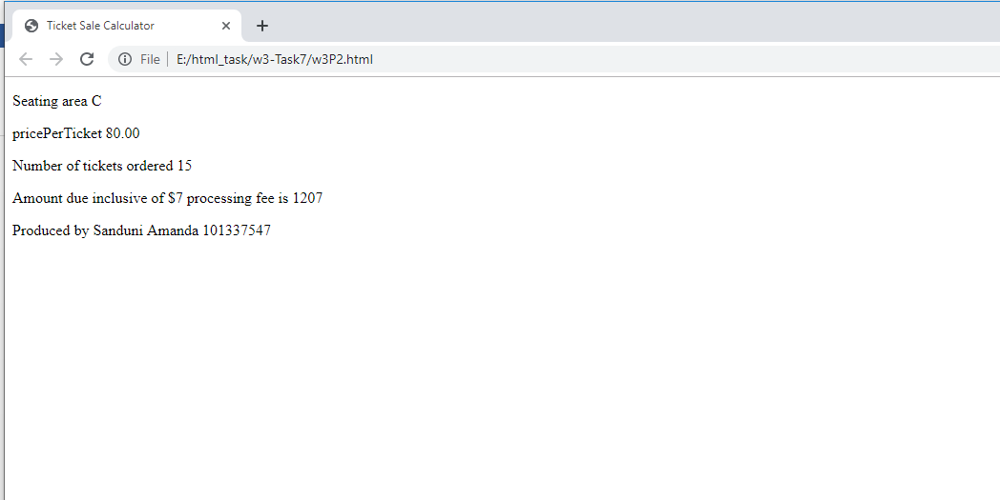 Ticket Sale Calculator
File E:/html_task/w3-Task7/w3P2.html
Seating area C
pricePerTicket 80.00
Number of tickets ordered 15
Amount due inclusive of $7 processing fee is 1207
Produced by Sanduni Amanda 101337547